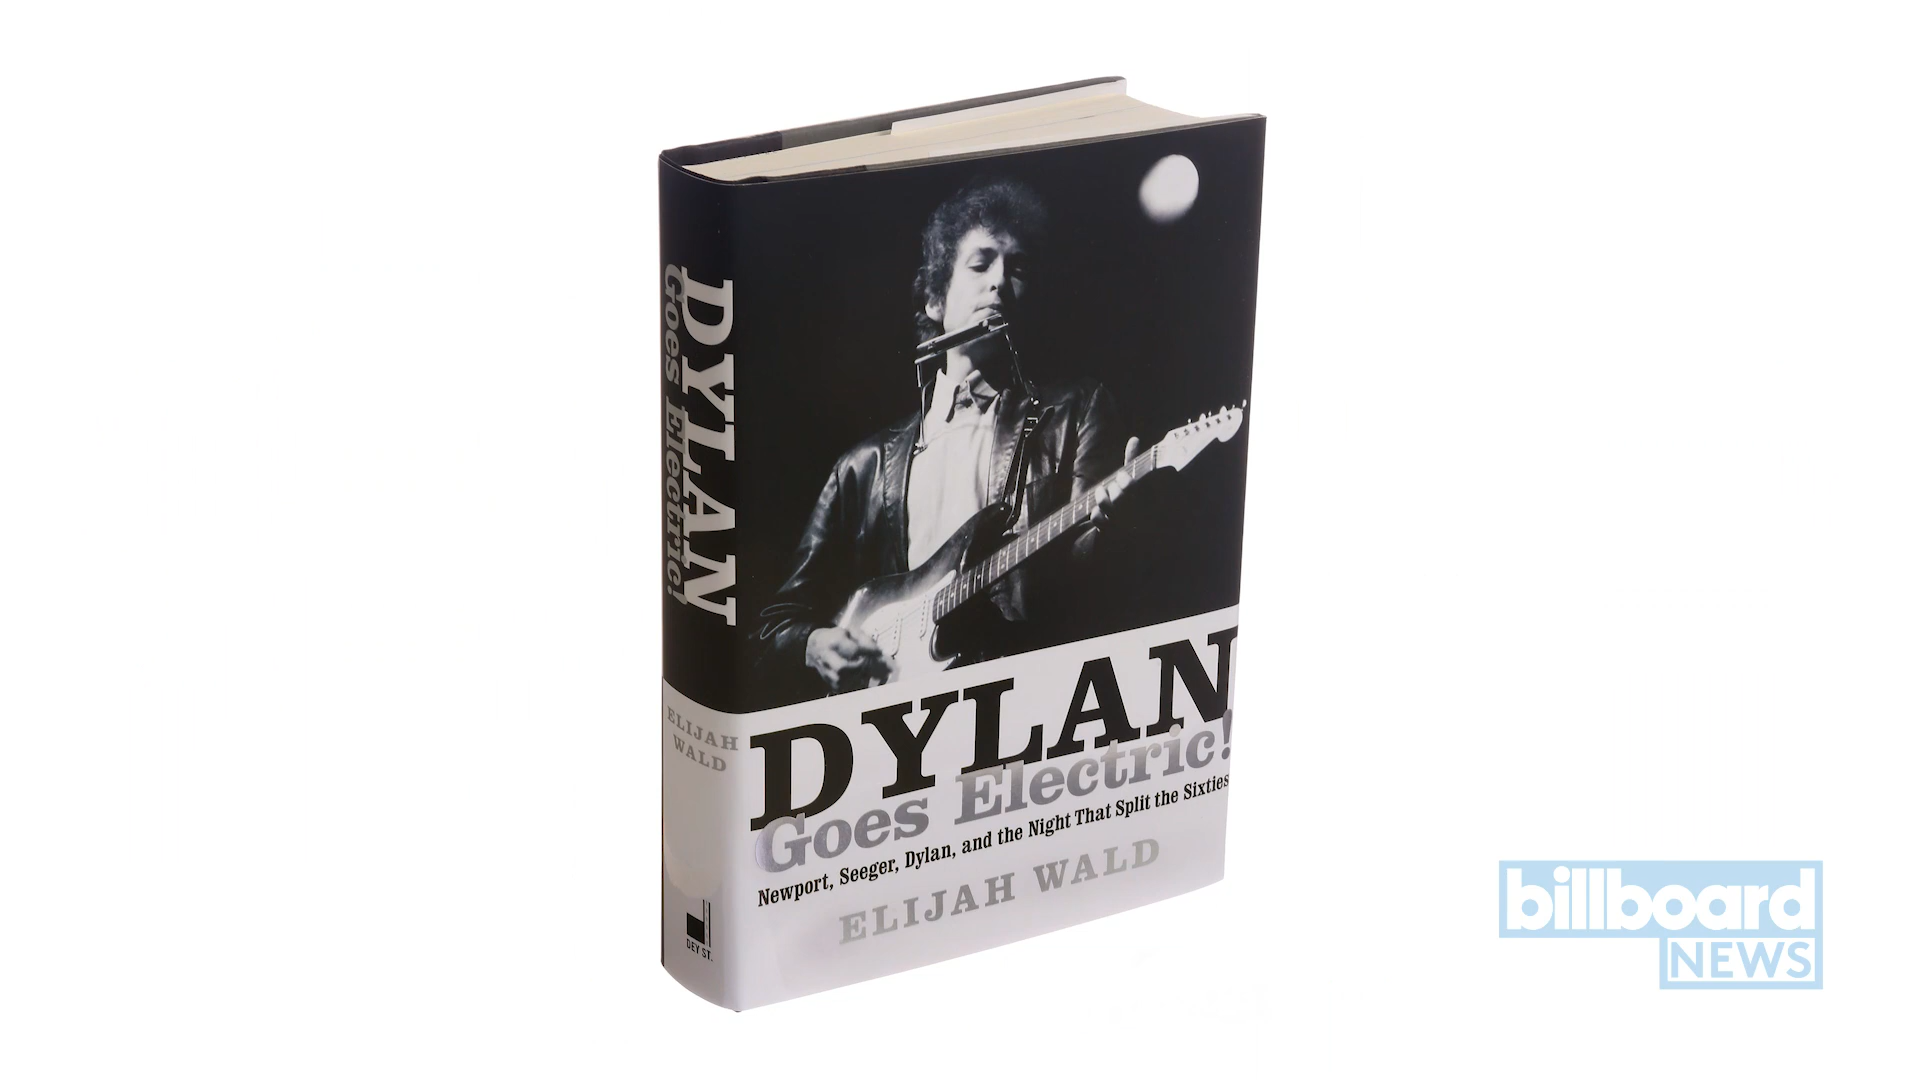 DYLAN
Goes Electric!
ELIJAH
WALD
DEY ST.
DYLAN
Goes Electric!
Newport, Seeger, Dylan, and the Night That Split the Sixties
ELIJAH WALD
billboard
NEWS